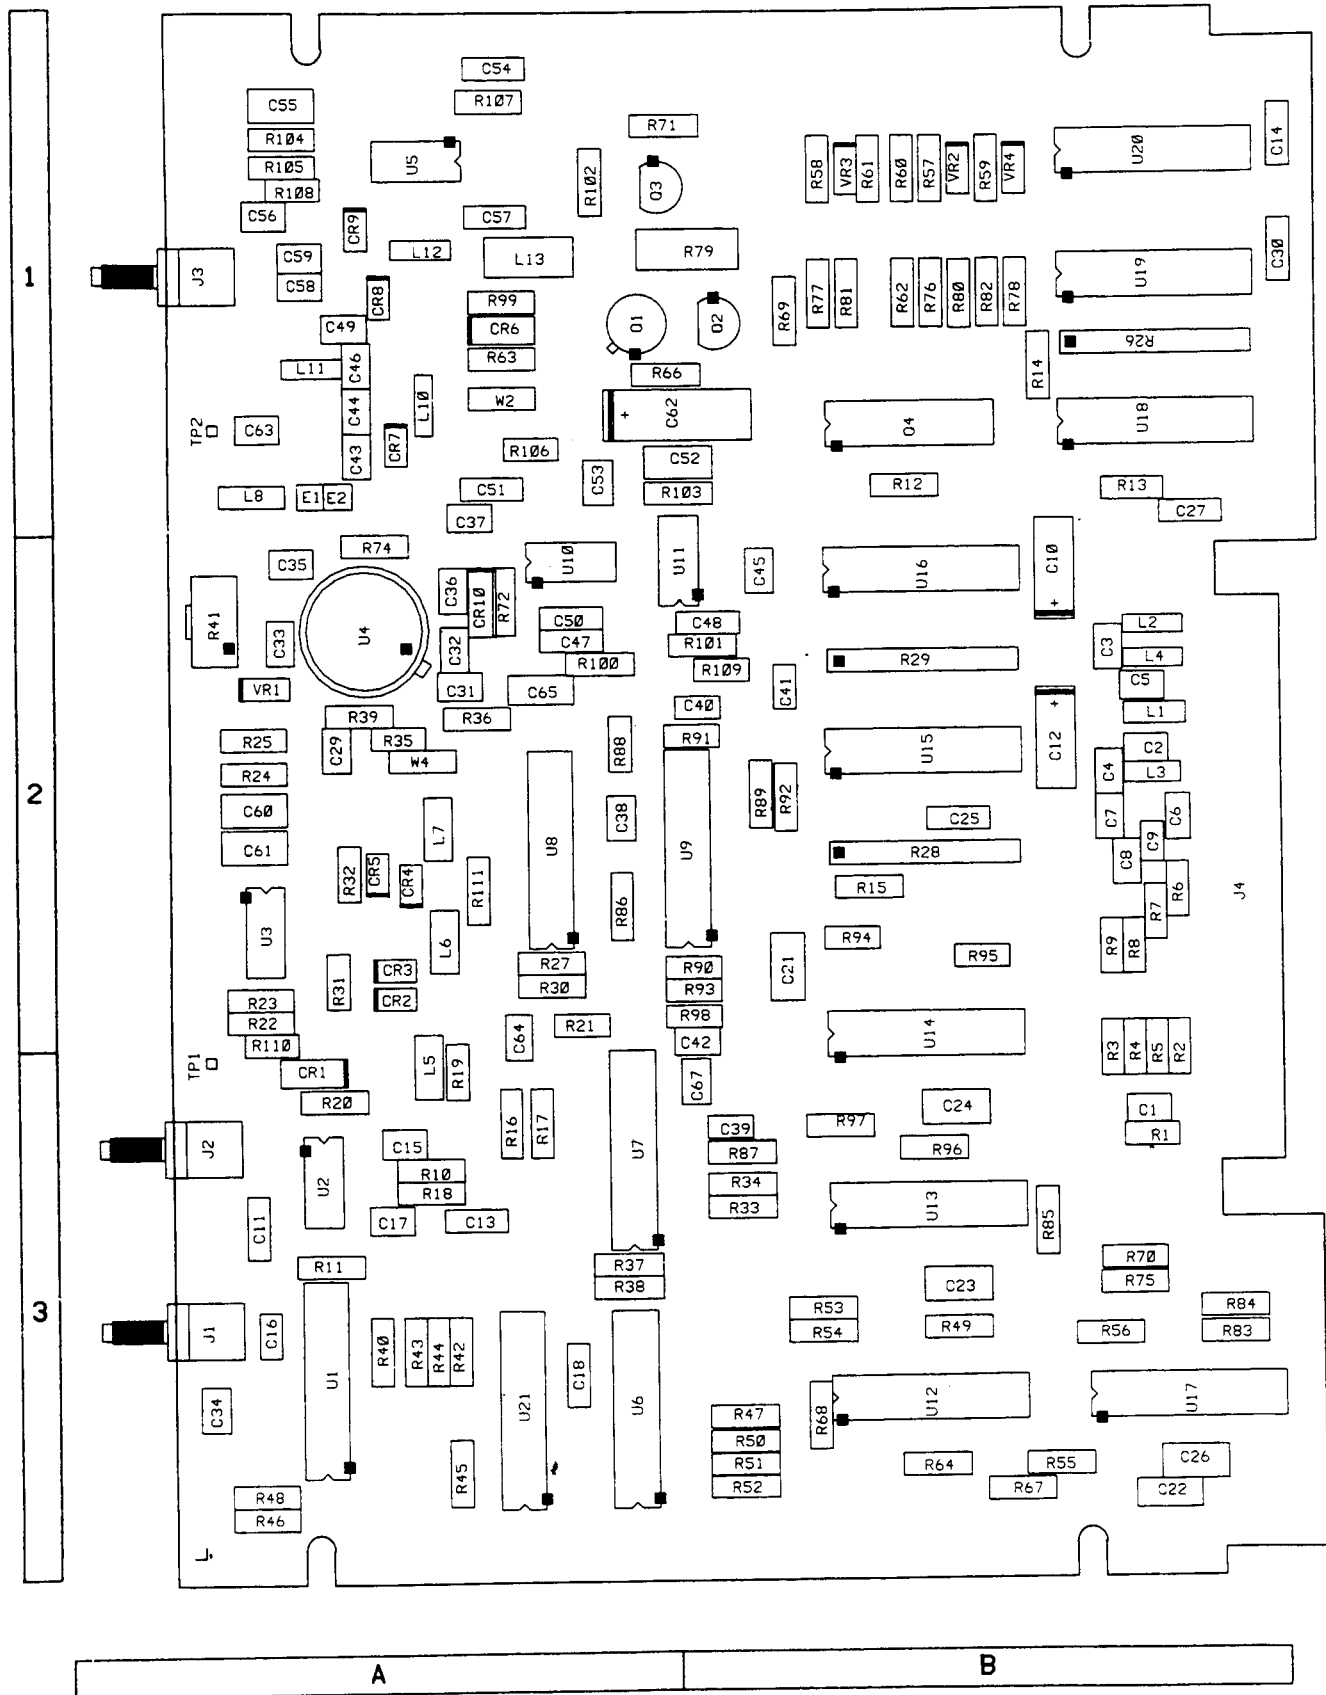 C54
C55
R107
R71
R104
U5
R105
R102
Q3
R108
R58
VR3
R61
R60
R57
VR2
R59
VR4
U20
C14
C56
C57
CR9
L12
C59
L13
R79
J3
1
C58
CR8
R99
R69
R77
R81
R62
R76
R80
R82
R78
U19
C30
C49
CR6
Q1
Q2
R26
L11
C46
R63
R66
R14
L10
W2
C44
+
C62
Q4
U18
TP2
C63
CR7
C43
R106
C52
C53
L8
E1
E2
C51
R103
R12
R13
C37
C27
R74
C35
U10
U11
C45
U16
C10
+
R41
C36
CR10
R72
U4
C50
C48
L2
C33
C32
C47
R101
C3
R100
R109
R29
L4
VR1
C31
C65
C41
C5
R39
R36
C40
+
L1
R25
C29
R35
R88
R91
U15
C12
C2
W4
R24
C4
L3
2
R89
R92
C60
L7
C38
C25
C7
C6
C61
U8
U9
C9
R32
CR5
CR4
R28
C8
R111
R86
R15
R6
J4
U3
R7
L6
R94
R9
R8
R31
CR3
R27
R90
C21
R95
CR2
R30
R93
R23
R22
C64
R21
R98
U14
R110
C42
R3
R4
R5
R2
TP1
CR1
L5
R19
C67
R20
C24
C1
R16
R17
C39
R97
J2
C15
U7
R87
R96
R1
U2
R10
R34
R18
R33
U13
C11
C17
C13
R85
R11
R37
R70
R38
C23
R75
3
R53
R84
J1
C16
R40
R43
R44
R42
R54
R49
R56
R83
C18
U1
U21
U6
C34
R47
R68
U12
U17
R50
R45
R51
R64
R55
C26
R48
R52
R67
C22
R46
L
A
B